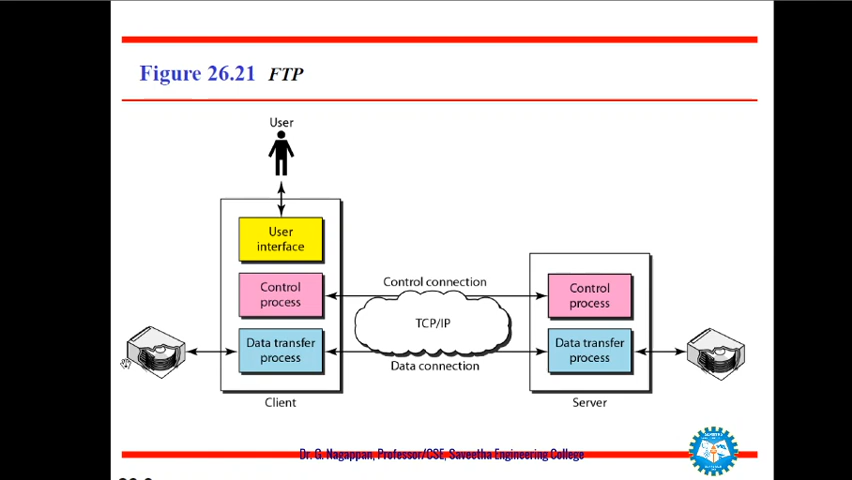 Figure 26.21 FTP
User
User
interface
Control
process
Data transfer
process
Client
Control connection
TCP/IP
Data connection
Control
process
Data transfer
process
Server
Dr. G. Nagappan, Professor/CSE, Saveetha Engineering College